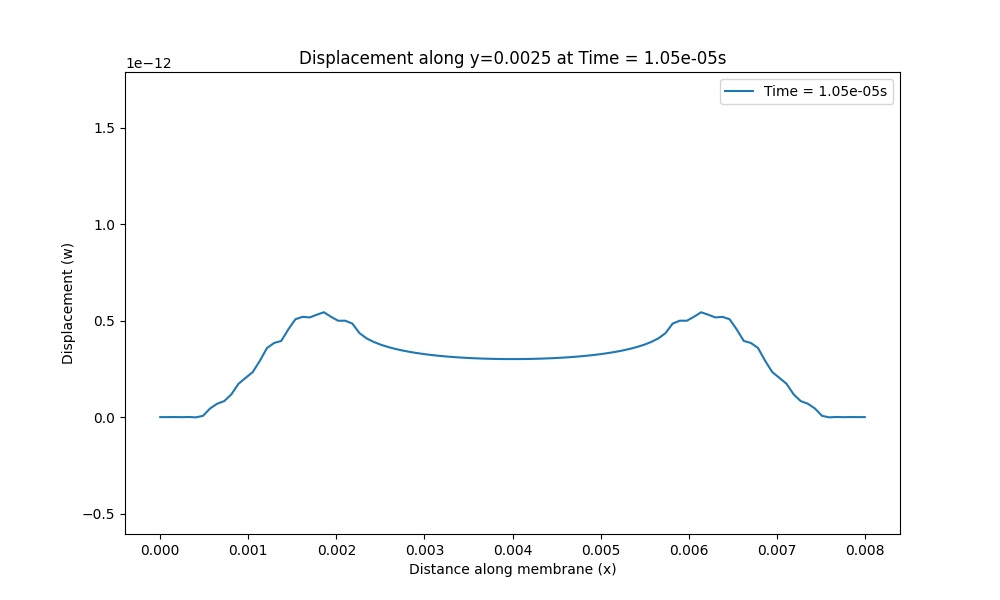 Displacement along y=0.0025 at Time = 1.05e-05s
1e−12
Time = 1.05e-05s
1.5
1.0
0.5
0.0
−0.5
Displacement (w)
0.000 0.001 0.002 0.003 0.004 0.005 0.006 0.007 0.008
Distance along membrane (x)